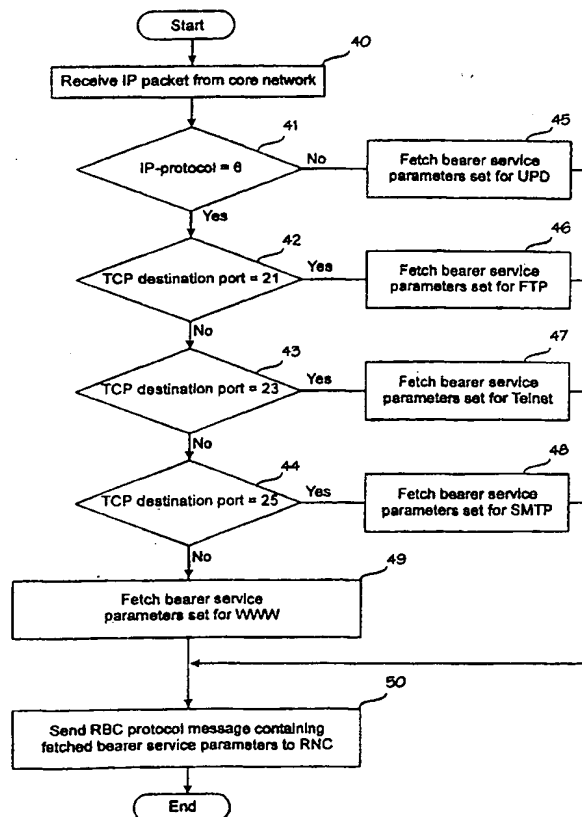 Start
40
Receive IP packet from core network
41
IP-protocol = 6
No
Yes
45
Fetch bearer service
parameters set for UPD
42
TCP destination port = 21
Yes
No
46
Fetch bearer service
parameters set for FTP
43
TCP destination port = 23
Yes
No
47
Fetch bearer service
parameters set for Telnet
44
TCP destination port = 25
Yes
No
48
Fetch bearer service
parameters set for SMTP
49
Fetch bearer service
parameters set for WWW
50
Send RBC protocol message containing
fetched bearer service parameters to RNC
End